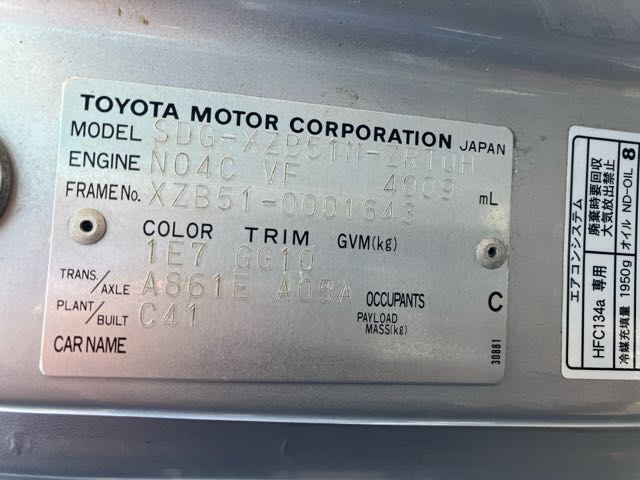 TOYOTA MOTOR CORPORATION JAPAN
MODEL SDG-XZB51M-ZRTQH
ENGINE N04C VF 4009 mL
FRAME No. XZB51-0001643
COLOR TRIM GVM(kg)
1E7 GG10
TRANS/AXLE A861E A05A OCCUPANTS C
PLANT/BUILT C41 PAYLOAD MASS(kg)
CAR NAME
30881
エアコンシステム
廃棄時要回収
大気放出禁止
HFC134a 専用
冷媒充填量 1950g オイル ND-OIL 8